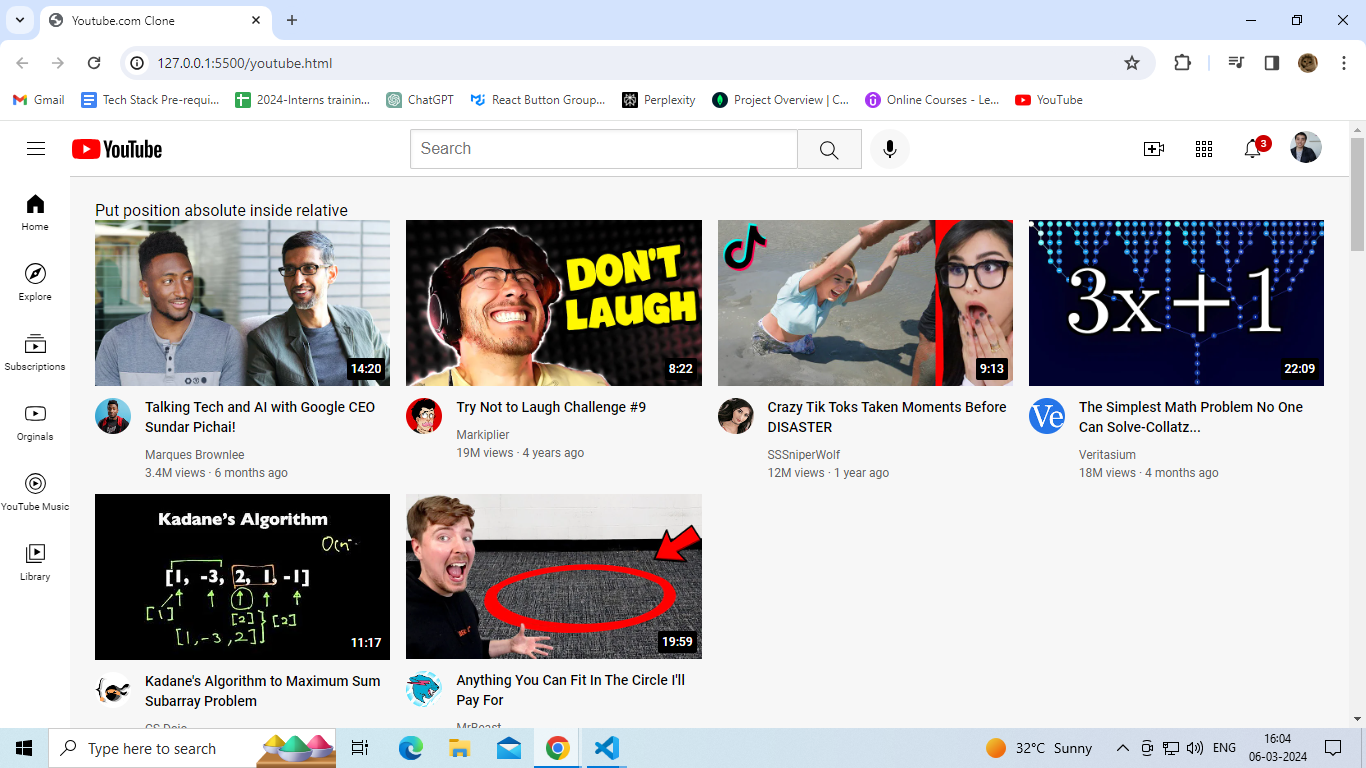 Youtube.com Clone
127.0.0.1:5500/youtube.html
Gmail
Tech Stack Pre-requi...
2024-Interns trainin...
ChatGPT
React Button Group...
Perplexity
Project Overview | C...
Online Courses - Le...
YouTube
YouTube
Search
3
Home
Explore
Subscriptions
Orginals
YouTube Music
Library
Put position absolute inside relative
14:20
Talking Tech and AI with Google CEO
Sundar Pichai!
Marques Brownlee
3.4M views · 6 months ago
DON'T
LAUGH
8:22
Try Not to Laugh Challenge #9
Markiplier
19M views · 4 years ago
9:13
Crazy Tik Toks Taken Moments Before
DISASTER
SSSniperWolf
12M views · 1 year ago
3x+1
22:09
Ve
The Simplest Math Problem No One
Can Solve-Collatz...
Veritasium
18M views · 4 months ago
Kadane's Algorithm
[1, -3, 2, 1, -1]
[1]
[2]
[2]
[1,-3,2]
11:17
Kadane's Algorithm to Maximum Sum
Subarray Problem
CS Dojo
19:59
Anything You Can Fit In The Circle I'll
Pay For
MrBeast
Type here to search
32°C Sunny
ENG
16:04
06-03-2024